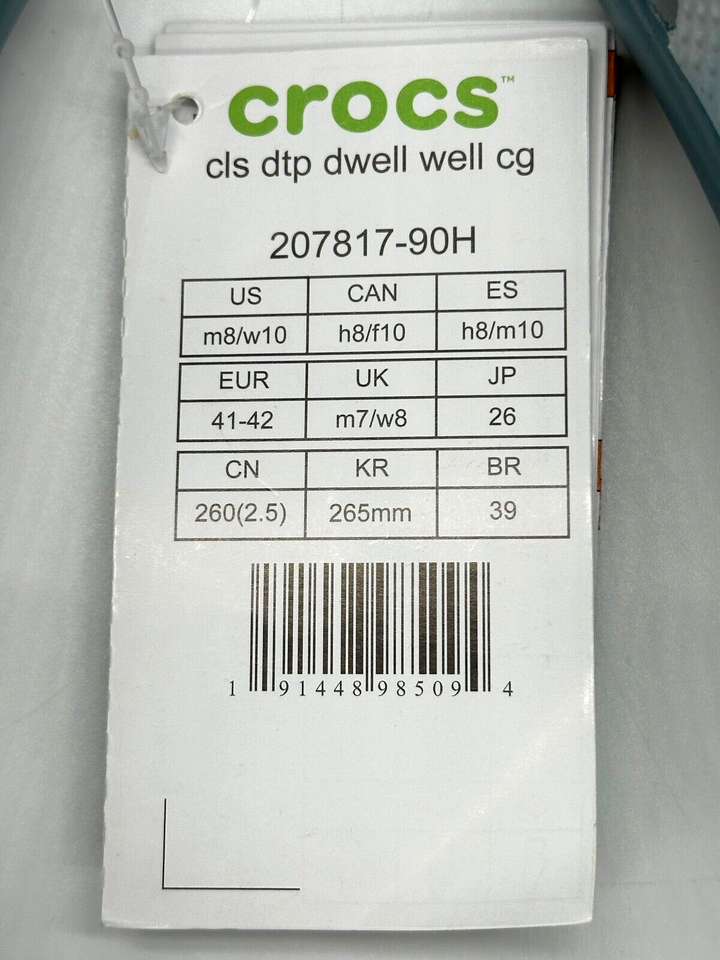 crocs™
cls dtp dwell well cg
207817-90H
US CAN ES
m8/w10 h8/f10 h8/m10
EUR UK JP
41-42 m7/w8 26
CN KR BR
260(2.5) 265mm 39
1 91448 98509 4